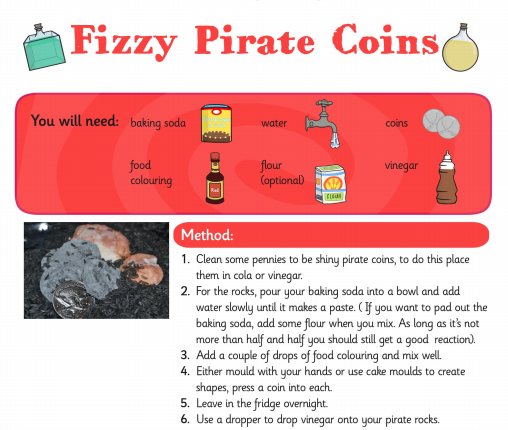 Fizzy Pirate Coins
You will need:
baking soda
water
coins
food
colouring
flour
(optional)
vinegar
Red
FLOUR
Method:
1. Clean some pennies to be shiny pirate coins, to do this place
them in cola or vinegar.
2. For the rocks, pour your baking soda into a bowl and add
water slowly until it makes a paste. ( If you want to pad out the
baking soda, add some flour when you mix. As long as it's not
more than half and half you should still get a good  reaction).
3. Add a couple of drops of food colouring and mix well.
4. Either mould with your hands or use cake moulds to create
shapes, press a coin into each.
5. Leave in the fridge overnight.
6. Use a dropper to drop vinegar onto your pirate rocks.